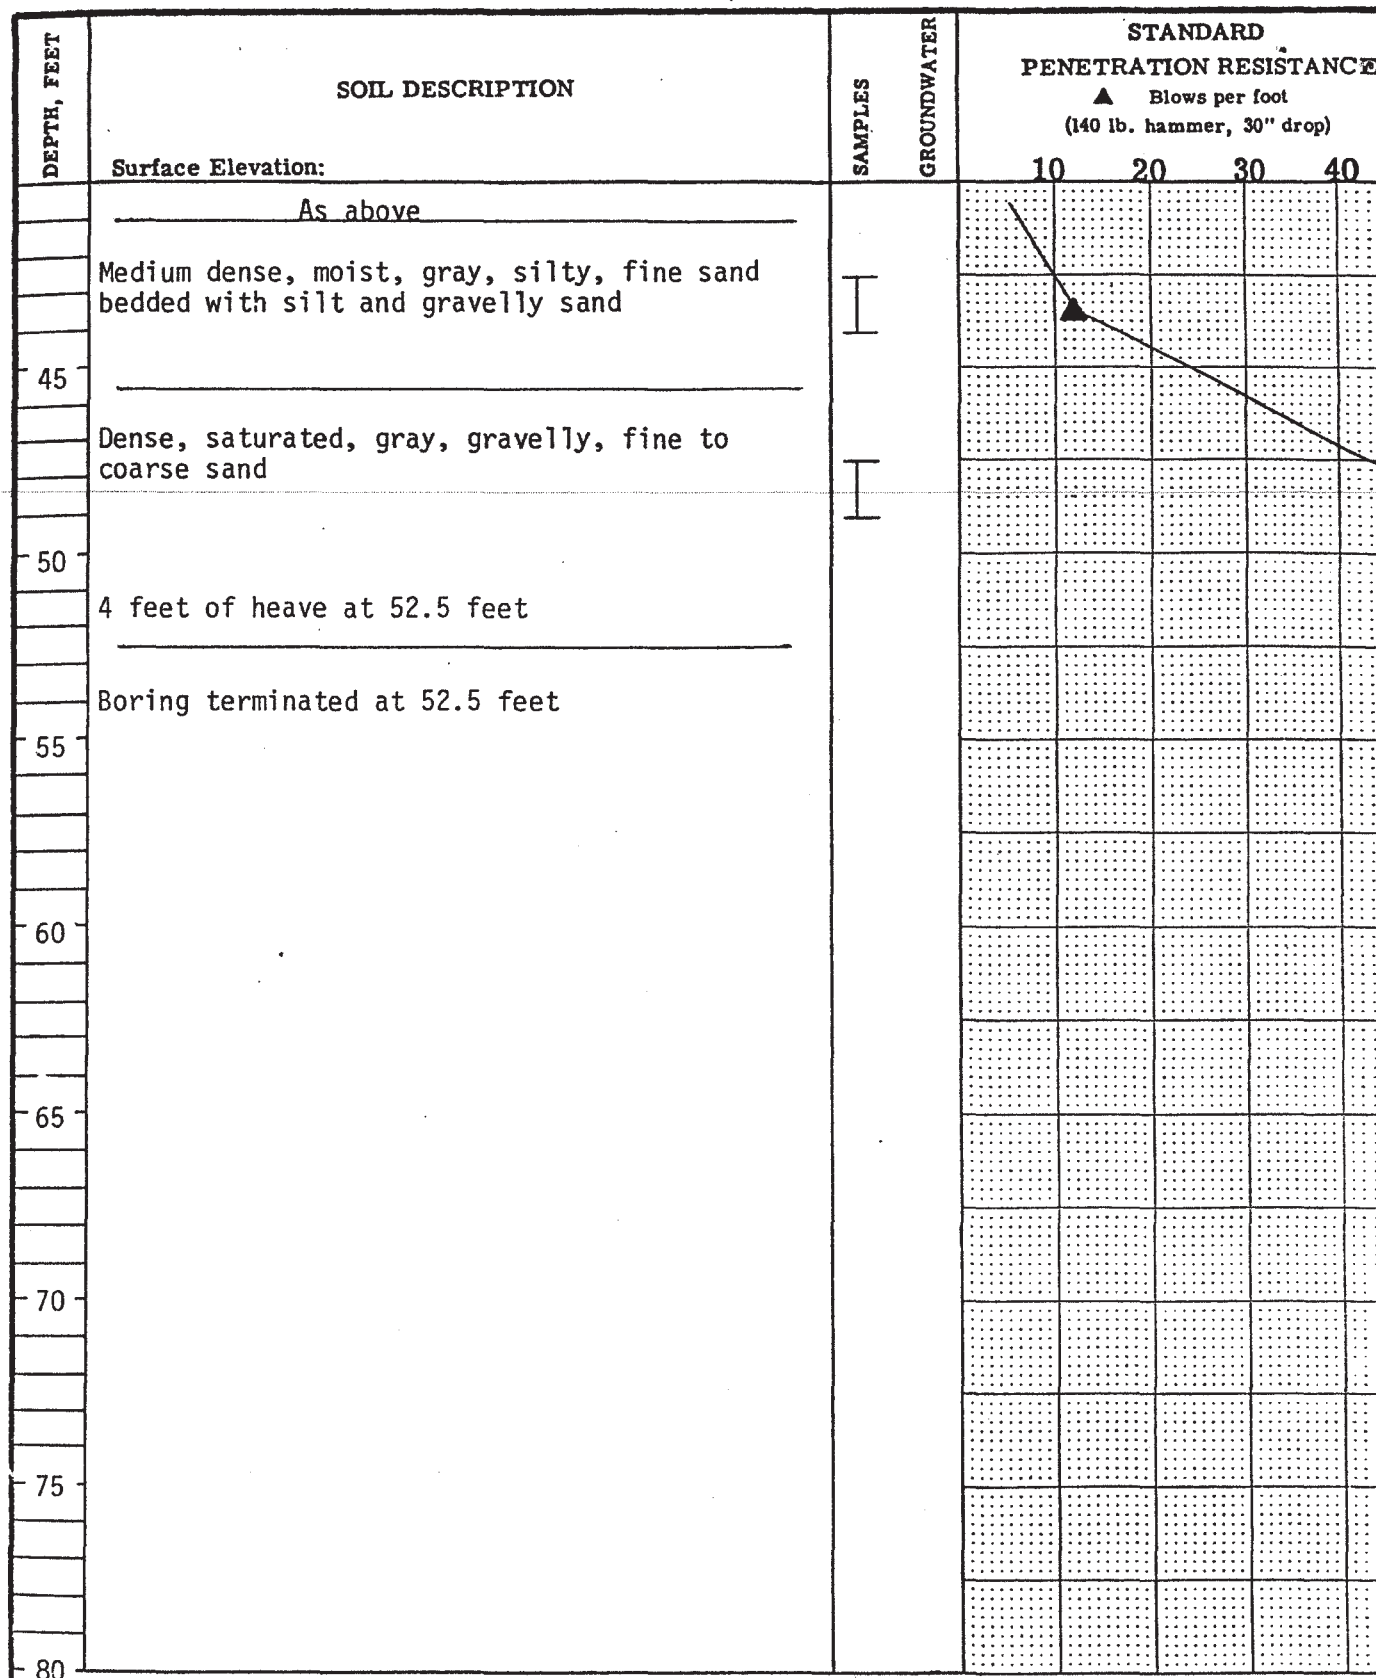 DEPTH, FEET
SOIL DESCRIPTION
Surface Elevation:
SAMPLES
GROUNDWATER
STANDARD
PENETRATION RESISTANCE
▲ Blows per foot
(140 lb. hammer, 30" drop)
10 20 30 40
As above
Medium dense, moist, gray, silty, fine sand
bedded with silt and gravelly sand
45
Dense, saturated, gray, gravelly, fine to
coarse sand
50
4 feet of heave at 52.5 feet
Boring terminated at 52.5 feet
55
60
65
70
75
80